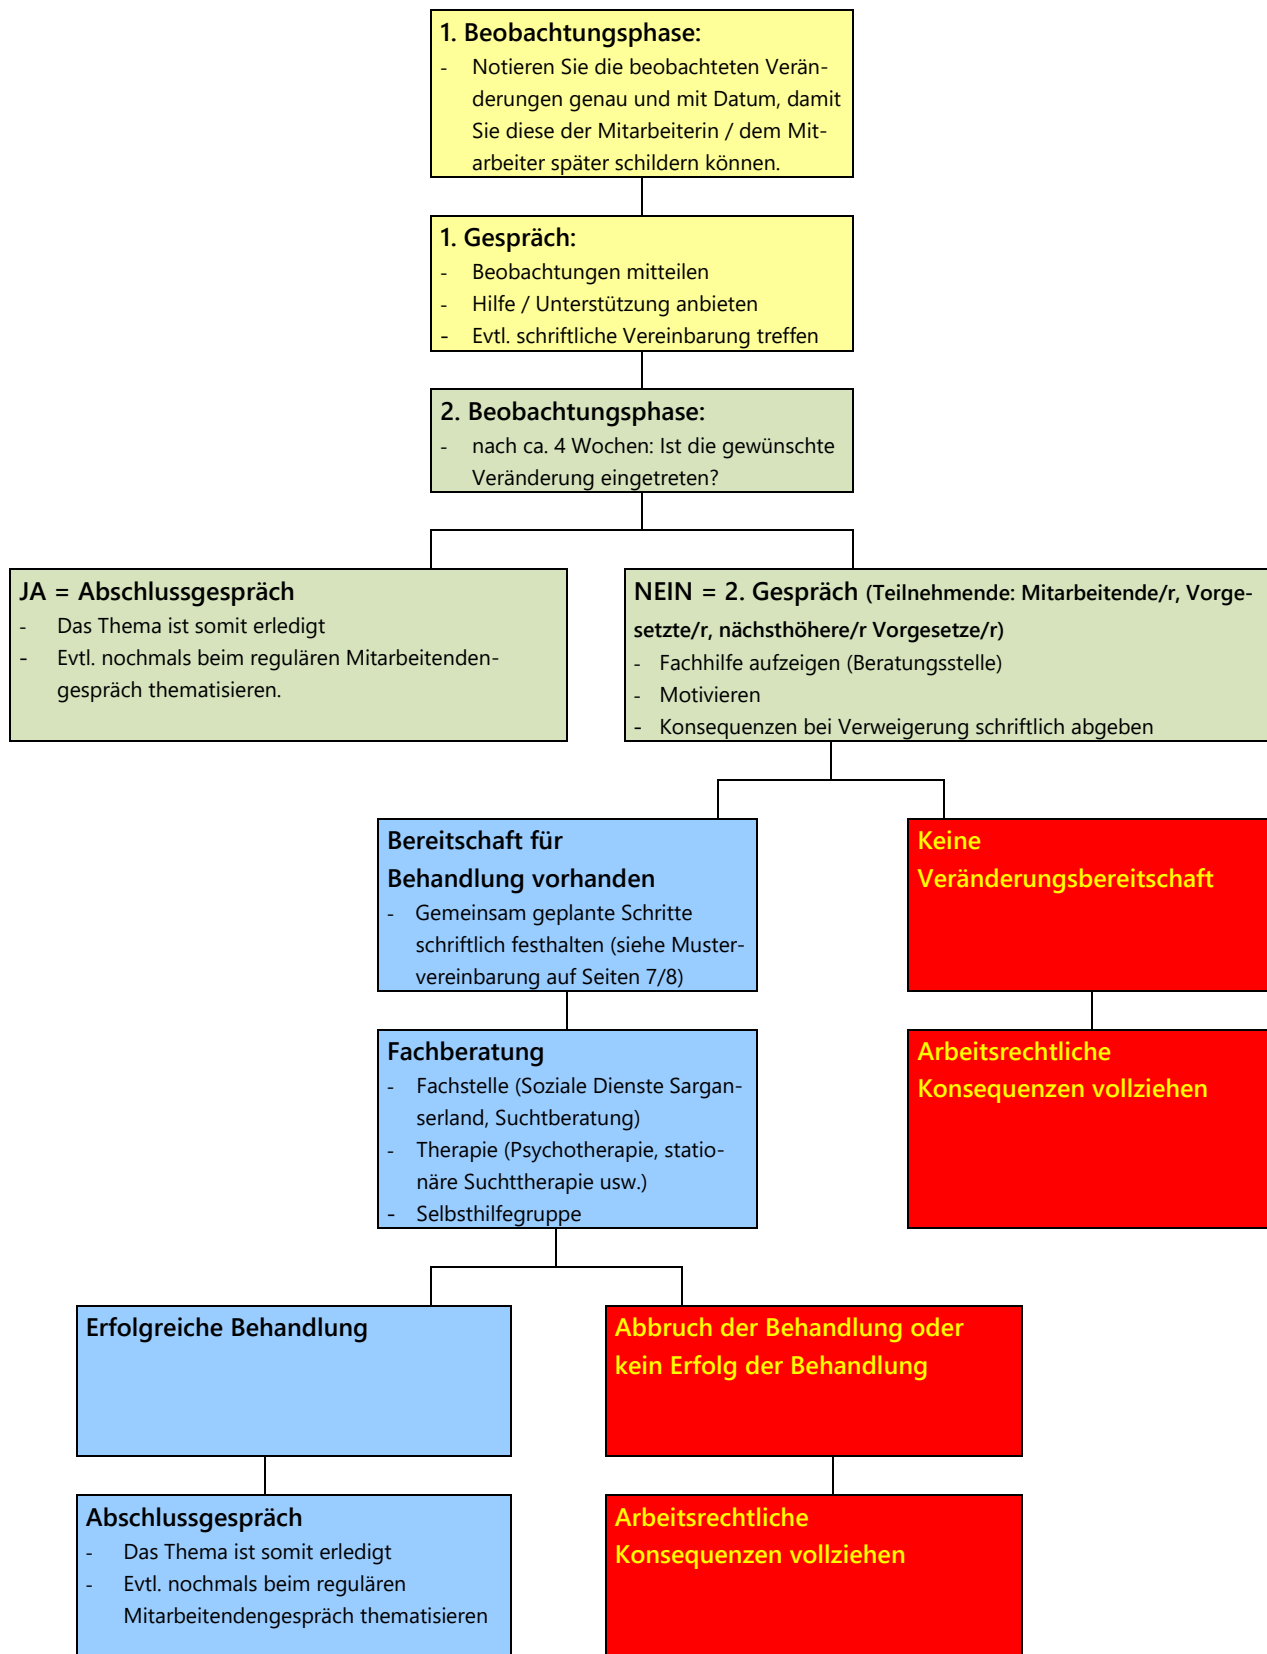 1. Beobachtungsphase:
- Notieren Sie die beobachteten Verän-
derungen genau und mit Datum, damit
Sie diese der Mitarbeiterin / dem Mit-
arbeiter später schildern können.
1. Gespräch:
- Beobachtungen mitteilen
- Hilfe / Unterstützung anbieten
- Evtl. schriftliche Vereinbarung treffen
2. Beobachtungsphase:
- nach ca. 4 Wochen: Ist die gewünschte
Veränderung eingetreten?
JA = Abschlussgespräch
- Das Thema ist somit erledigt
- Evtl. nochmals beim regulären Mitarbeitenden-
gespräch thematisieren.
NEIN = 2. Gespräch (Teilnehmende: Mitarbeitende/r, Vorge-
setzte/r, nächsthöhere/r Vorgesetze/r)
- Fachhilfe aufzeigen (Beratungsstelle)
- Motivieren
- Konsequenzen bei Verweigerung schriftlich abgeben
Bereitschaft für
Behandlung vorhanden
- Gemeinsam geplante Schritte
schriftlich festhalten (siehe Muster-
vereinbarung auf Seiten 7/8)
Keine
Veränderungsbereitschaft
Fachberatung
- Fachstelle (Soziale Dienste Sargan-
serland, Suchtberatung)
- Therapie (Psychotherapie, statio-
näre Suchttherapie usw.)
- Selbsthilfegruppe
Arbeitsrechtliche
Konsequenzen vollziehen
Erfolgreiche Behandlung
Abbruch der Behandlung oder
kein Erfolg der Behandlung
Abschlussgespräch
- Das Thema ist somit erledigt
- Evtl. nochmals beim regulären
Mitarbeitendengespräch thematisieren
Arbeitsrechtliche
Konsequenzen vollziehen